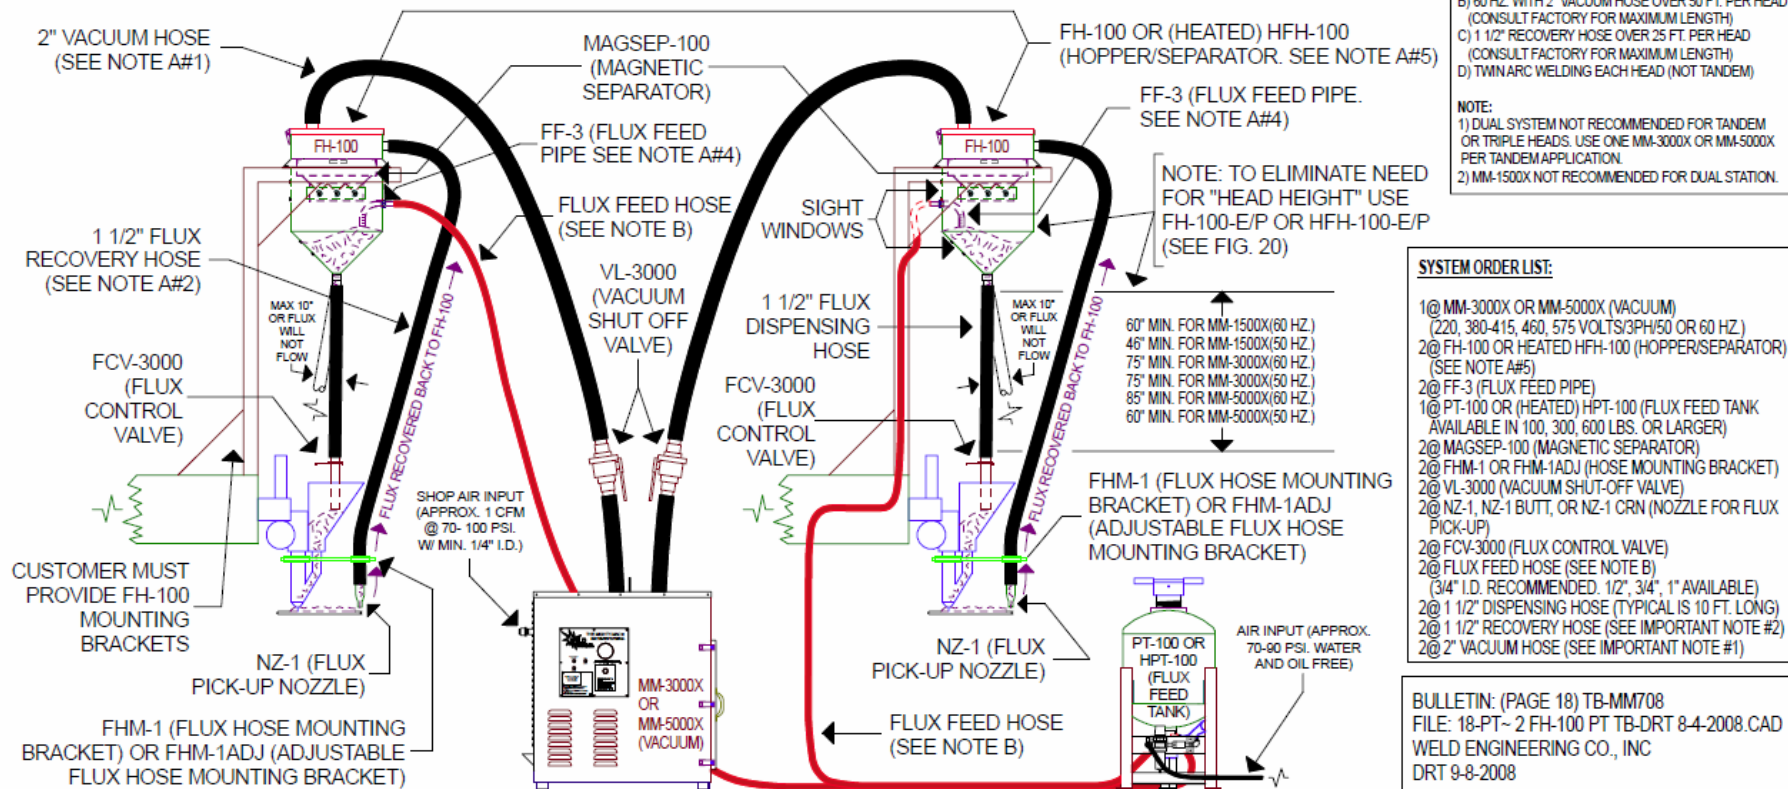 2" VACUUM HOSE
(SEE NOTE A#1)
MAGSEP-100
(MAGNETIC
SEPARATOR)
FH-100 OR (HEATED) HFH-100
(HOPPER/SEPARATOR. SEE NOTE A#5)
B) 60 HZ. WITH 2" VACUUM HOSE OVER 50 FT. PER HEAD
(CONSULT FACTORY FOR MAXIMUM LENGTH)
C) 1 1/2" RECOVERY HOSE OVER 25 FT. PER HEAD
(CONSULT FACTORY FOR MAXIMUM LENGTH)
D) TWIN ARC WELDING EACH HEAD (NOT TANDEM)
NOTE:
1) DUAL SYSTEM NOT RECOMMENDED FOR TANDEM
OR TRIPLE HEADS. USE ONE MM-3000X OR MM-5000X
PER TANDEM APPLICATION.
2) MM-1500X NOT RECOMMENDED FOR DUAL STATION.
FH-100
FF-3 (FLUX FEED
PIPE SEE NOTE A#4)
FH-100
FF-3 (FLUX FEED PIPE.
SEE NOTE A#4)
NOTE: TO ELIMINATE NEED
FOR "HEAD HEIGHT" USE
FH-100-E/P OR HFH-100-E/P
(SEE FIG. 20)
FLUX FEED HOSE
(SEE NOTE B)
SIGHT
WINDOWS
1 1/2" FLUX
RECOVERY HOSE
(SEE NOTE A#2)
VL-3000
(VACUUM
SHUT OFF
VALVE)
1 1/2" FLUX
DISPENSING
HOSE
MAX 10"
OR FLUX
WILL
NOT
FLOW
MAX 10"
OR FLUX
WILL
NOT
FLOW
FLUX RECOVERED BACK TO FH-100
FLUX RECOVERED BACK TO FH-100
60" MIN. FOR MM-1500X(60 HZ.)
46" MIN. FOR MM-1500X(50 HZ.)
75" MIN. FOR MM-3000X(60 HZ.)
75" MIN. FOR MM-3000X(50 HZ.)
85" MIN. FOR MM-5000X(60 HZ.)
60" MIN. FOR MM-5000X(50 HZ.)
FCV-3000
(FLUX
CONTROL
VALVE)
FCV-3000
(FLUX
CONTROL
VALVE)
SHOP AIR INPUT
(APPROX. 1 CFM
@ 70- 100 PSI.
W/ MIN. 1/4" I.D.)
FHM-1 (FLUX HOSE MOUNTING
BRACKET) OR FHM-1ADJ
(ADJUSTABLE FLUX HOSE
MOUNTING BRACKET)
CUSTOMER MUST
PROVIDE FH-100
MOUNTING
BRACKETS
NZ-1 (FLUX
PICK-UP NOZZLE)
NZ-1 (FLUX
PICK-UP NOZZLE)
FHM-1 (FLUX HOSE MOUNTING
BRACKET) OR FHM-1ADJ (ADJUSTABLE
FLUX HOSE MOUNTING BRACKET)
MM-3000X
OR
MM-5000X
(VACUUM)
FLUX FEED HOSE
(SEE NOTE B)
PT-100 OR
HPT-100
(FLUX
FEED
TANK)
AIR INPUT (APPROX.
70-90 PSI. WATER
AND OIL FREE)
SYSTEM ORDER LIST:
1@ MM-3000X OR MM-5000X (VACUUM)
(220, 380-415, 460, 575 VOLTS/3PH/50 OR 60 HZ.)
2@ FH-100 OR HEATED HFH-100 (HOPPER/SEPARATOR)
(SEE NOTE A#5)
2@ FF-3 (FLUX FEED PIPE)
1@ PT-100 OR (HEATED) HPT-100 (FLUX FEED TANK
AVAILABLE IN 100, 300, 600 LBS. OR LARGER)
2@ MAGSEP-100 (MAGNETIC SEPARATOR)
2@ FHM-1 OR FHM-1ADJ (HOSE MOUNTING BRACKET)
2@ VL-3000 (VACUUM SHUT-OFF VALVE)
2@ NZ-1, NZ-1 BUTT, OR NZ-1 CRN (NOZZLE FOR FLUX
PICK-UP)
2@ FCV-3000 (FLUX CONTROL VALVE)
2@ FLUX FEED HOSE (SEE NOTE B)
(3/4" I.D. RECOMMENDED. 1/2", 3/4", 1" AVAILABLE)
2@ 1 1/2" DISPENSING HOSE (TYPICAL IS 10 FT. LONG)
2@ 1 1/2" RECOVERY HOSE (SEE IMPORTANT NOTE #2)
2@ 2" VACUUM HOSE (SEE IMPORTANT NOTE #1)
BULLETIN: (PAGE 18) TB-MM708
FILE: 18-PT~ 2 FH-100 PT TB-DRT 8-4-2008.CAD
WELD ENGINEERING CO., INC
DRT 9-8-2008